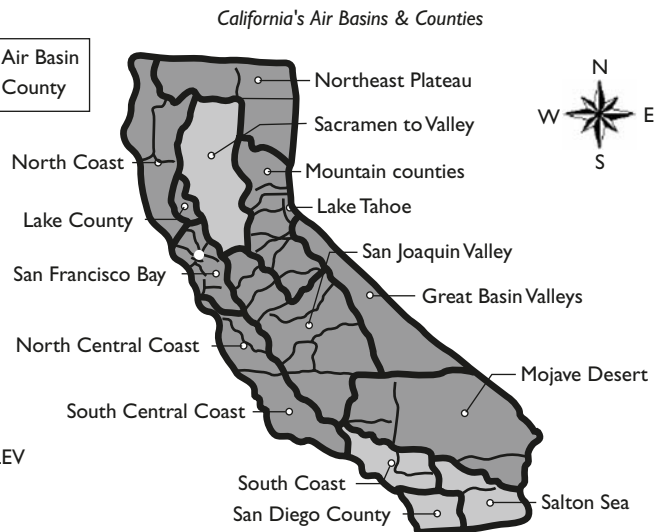 California's Air Basins & Counties
Air Basin
County
N
W
E
S
Northeast Plateau
Sacramen to Valley
North Coast
Mountain counties
Lake County
Lake Tahoe
San Joaquin Valley
San Francisco Bay
Great Basin Valleys
North Central Coast
Mojave Desert
South Central Coast
EV
South Coast
Salton Sea
San Diego County